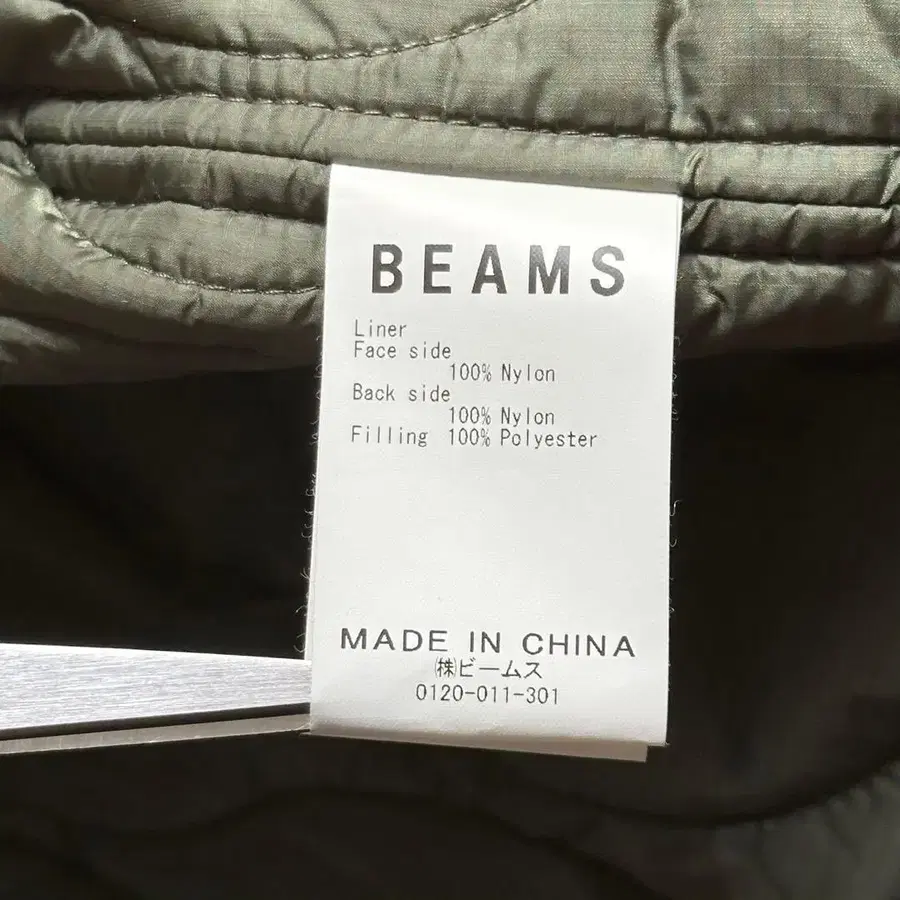 BEAMS
Liner
Face side
100% Nylon
Back side
100% Nylon
Filling 100% Polyester
MADE IN CHINA
㈱ビームス
0120-011-301